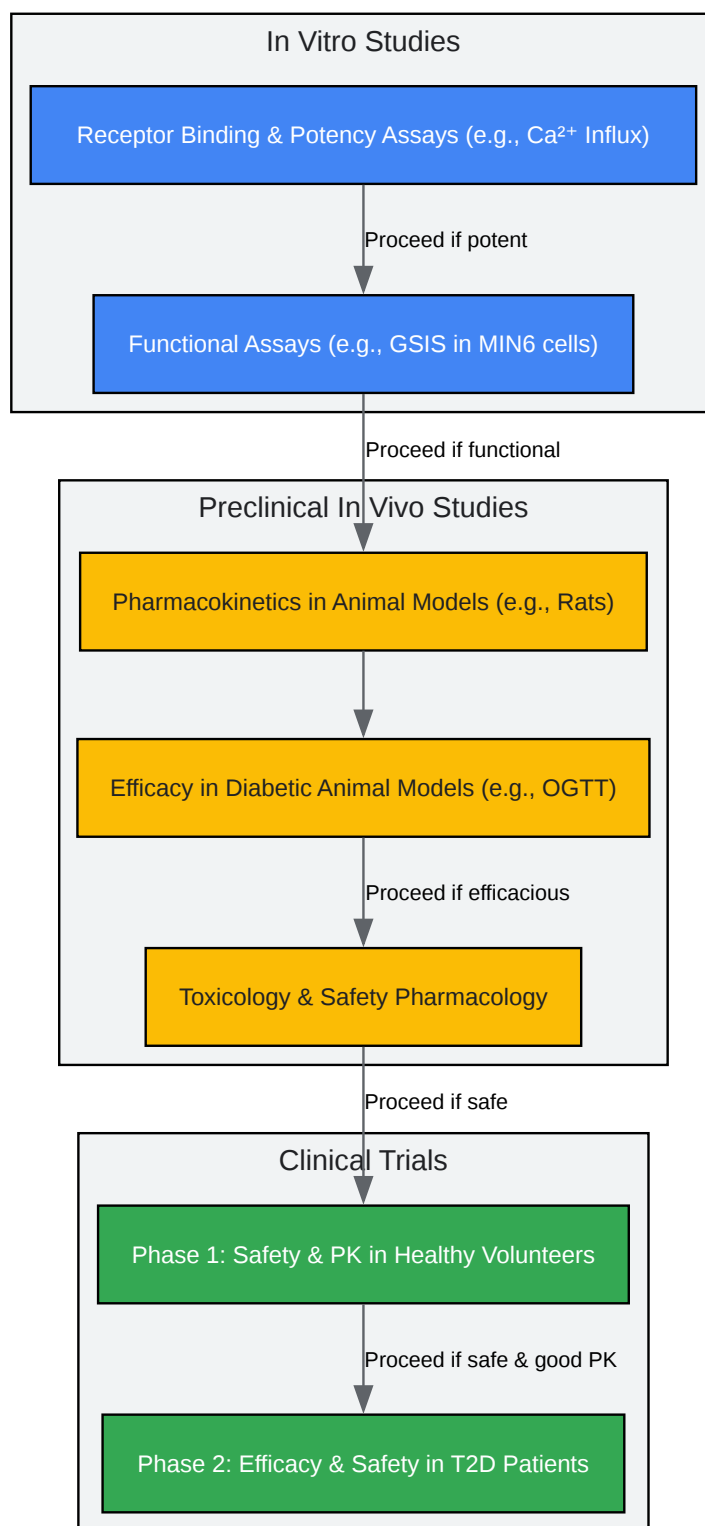 In Vitro Studies
Receptor Binding & Potency Assays (e.g., Ca²⁺ Influx)
Proceed if potent
Functional Assays (e.g., GSIS in MIN6 cells)
Proceed if functional
Preclinical In Vivo Studies
Pharmacokinetics in Animal Models (e.g., Rats)
Efficacy in Diabetic Animal Models (e.g., OGTT)
Proceed if efficacious
Toxicology & Safety Pharmacology
Proceed if safe
Clinical Trials
Phase 1: Safety & PK in Healthy Volunteers
Proceed if safe & good PK
Phase 2: Efficacy & Safety in T2D Patients